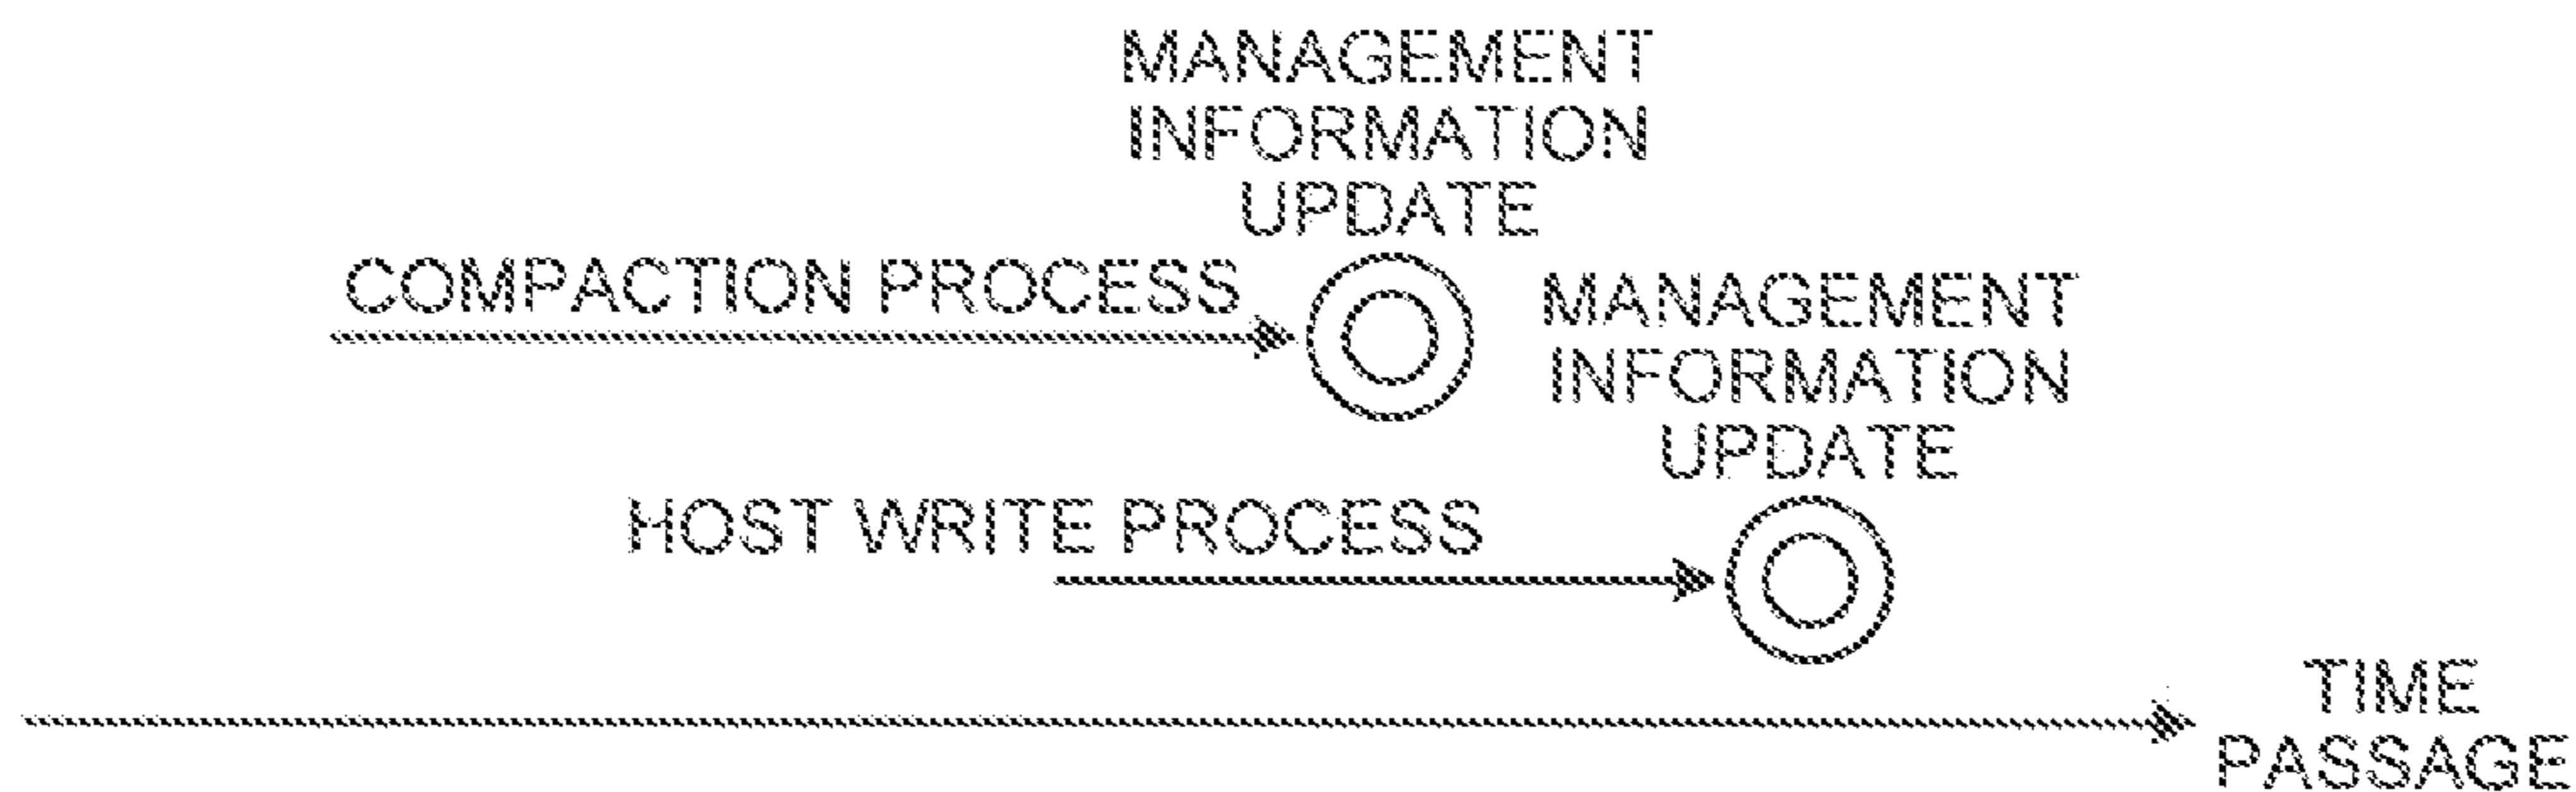 MANAGEMENT
INFORMATION
UPDATE
COMPACTION PROCESS
MANAGEMENT
INFORMATION
UPDATE
HOST WRITE PROCESS
TIME
PASSAGE